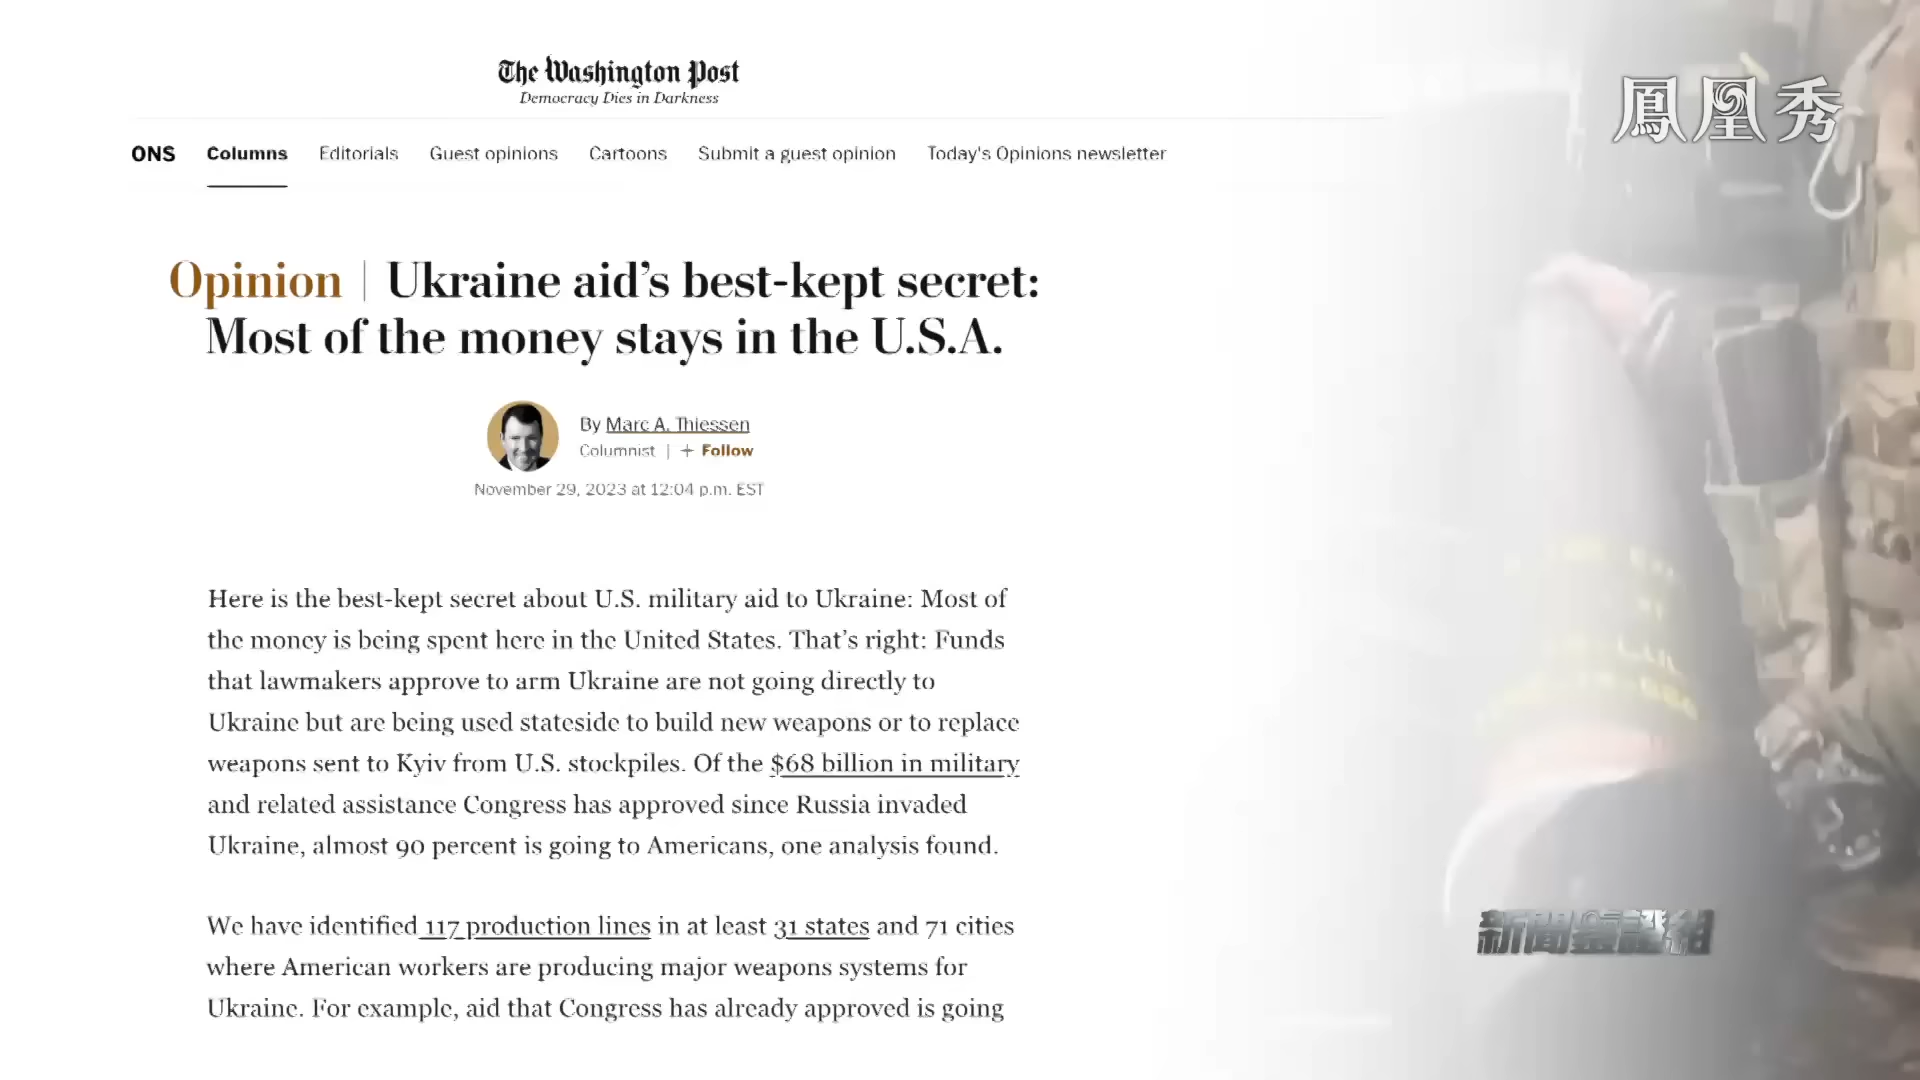 The Washington Post
Democracy Dies in Darkness
鳳凰秀
ONS Columns Editorials Guest opinions Cartoons Submit a guest opinion Today's Opinions newsletter
Opinion | Ukraine aid’s best-kept secret:
Most of the money stays in the U.S.A.
By Marc A. Thiessen
Columnist | + Follow
November 29, 2023 at 12:04 p.m. EST
Here is the best-kept secret about U.S. military aid to Ukraine: Most of
the money is being spent here in the United States. That’s right: Funds
that lawmakers approve to arm Ukraine are not going directly to
Ukraine but are being used stateside to build new weapons or to replace
weapons sent to Kyiv from U.S. stockpiles. Of the $68 billion in military
and related assistance Congress has approved since Russia invaded
Ukraine, almost 90 percent is going to Americans, one analysis found.
We have identified 117 production lines in at least 31 states and 71 cities
where American workers are producing major weapons systems for
Ukraine. For example, aid that Congress has already approved is going
新聞鑒證組